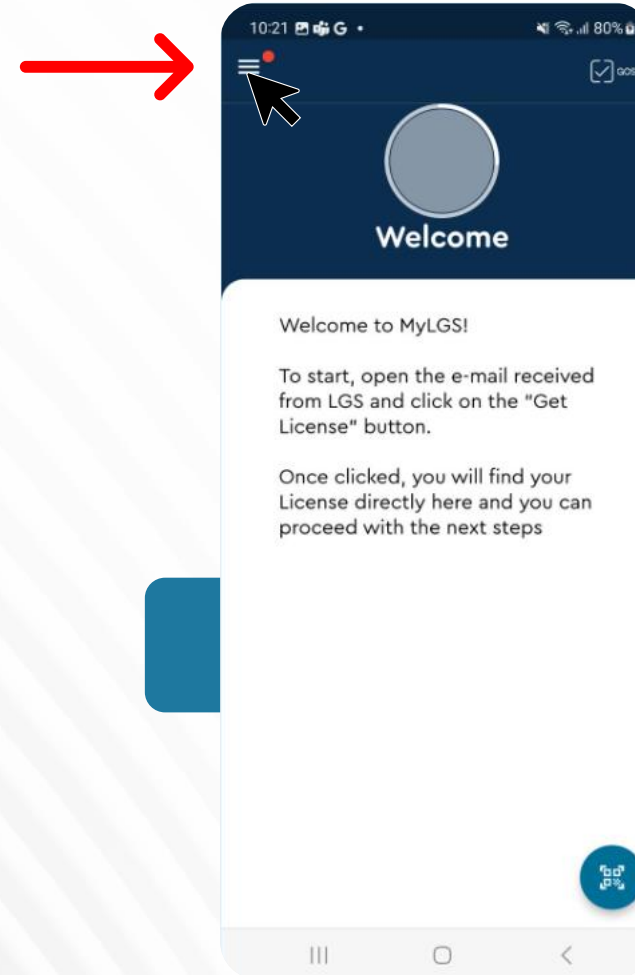 10:21 G
80%
GOS
Welcome
Welcome to MyLGS!
To start, open the e-mail received
from LGS and click on the "Get
License" button.
Once clicked, you will find your
License directly here and you can
proceed with the next steps